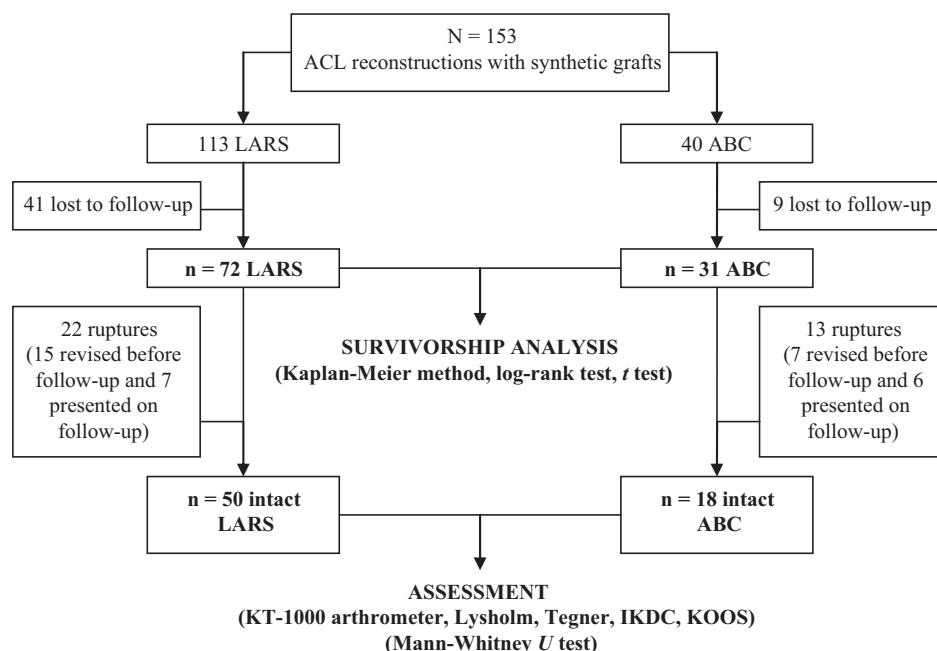 N = 153
ACL reconstructions with synthetic grafts
113 LARS
40 ABC
41 lost to follow-up
9 lost to follow-up
n = 72 LARS
n = 31 ABC
22 ruptures
(15 revised before
follow-up and 7
presented on
follow-up)
SURVIVORSHIP ANALYSIS
(Kaplan-Meier method, log-rank test, t test)
13 ruptures
(7 revised before
follow-up and 6
presented on
follow-up)
n = 50 intact
LARS
n = 18 intact
ABC
ASSESSMENT
(KT-1000 arthrometer, Lysholm, Tegner, IKDC, KOOS)
(Mann-Whitney U test)